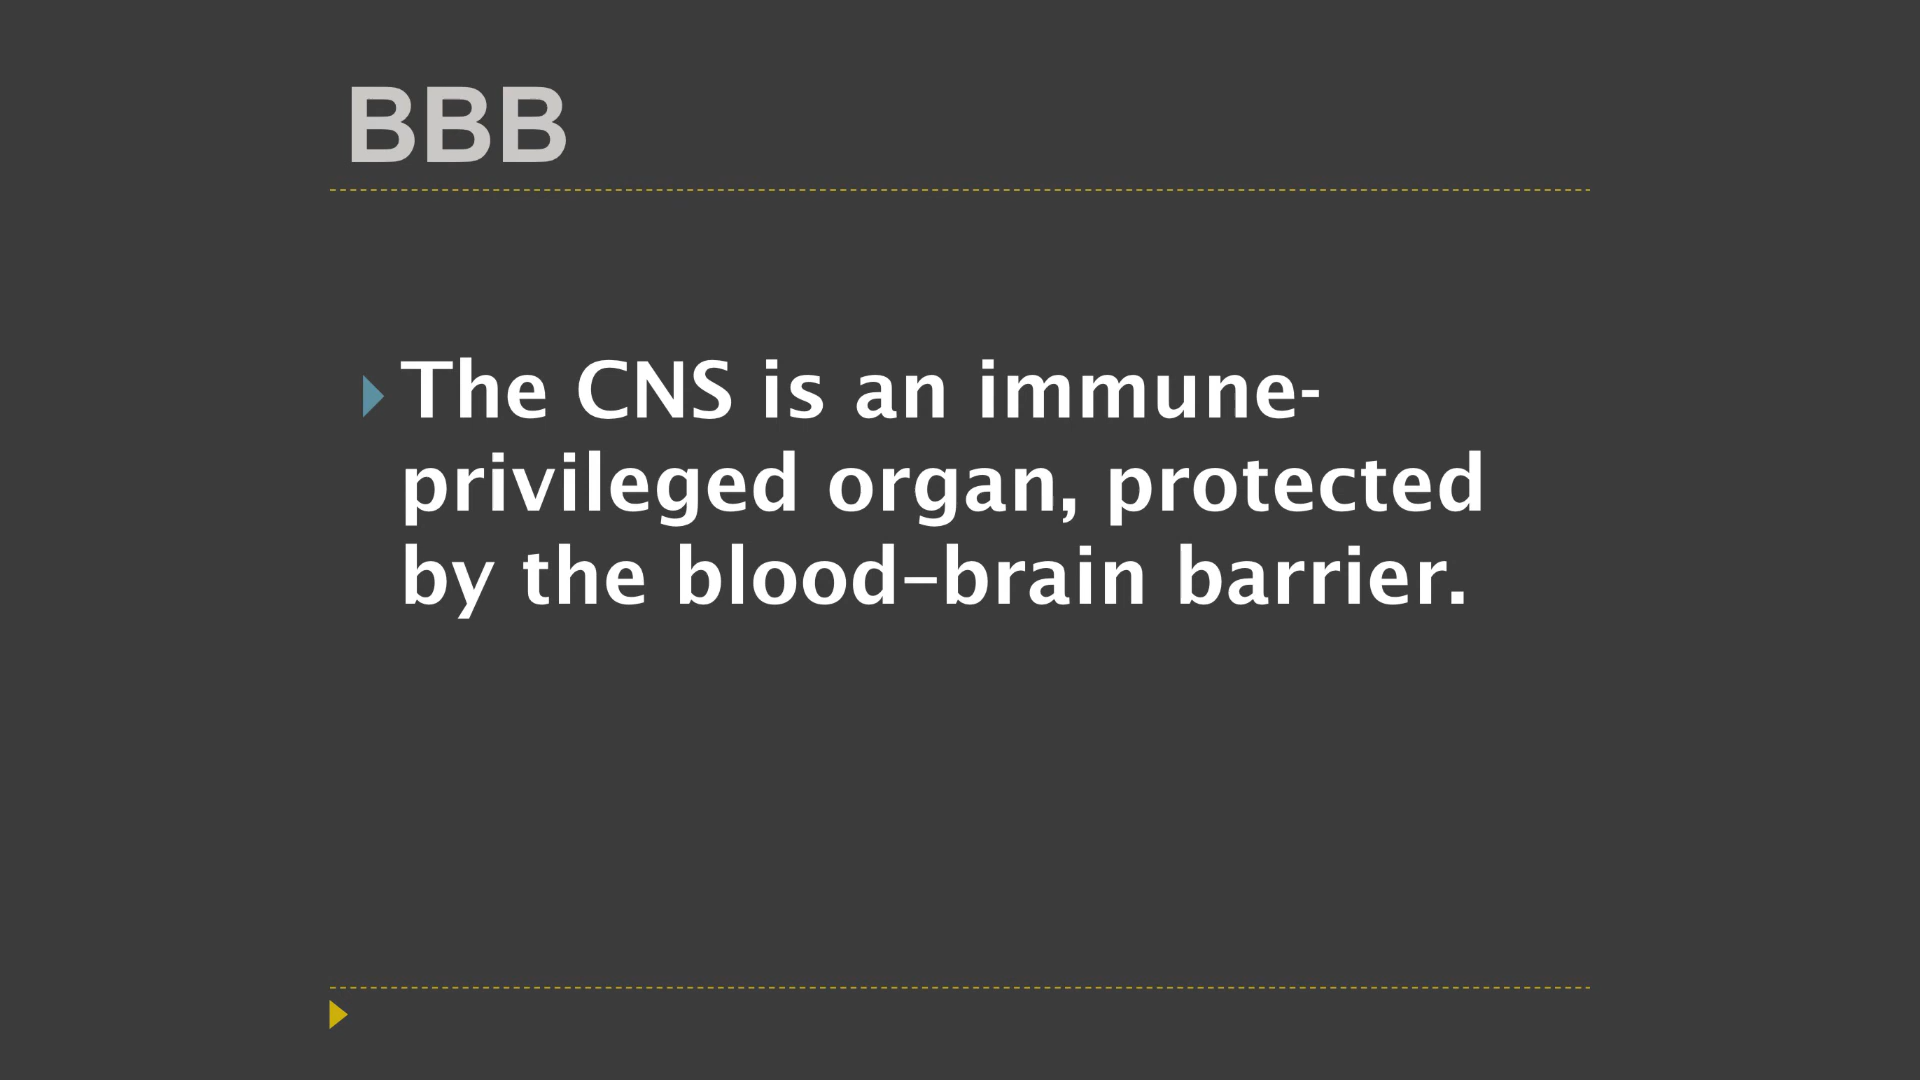 BBB
The CNS is an immune-
privileged organ, protected
by the blood–brain barrier.